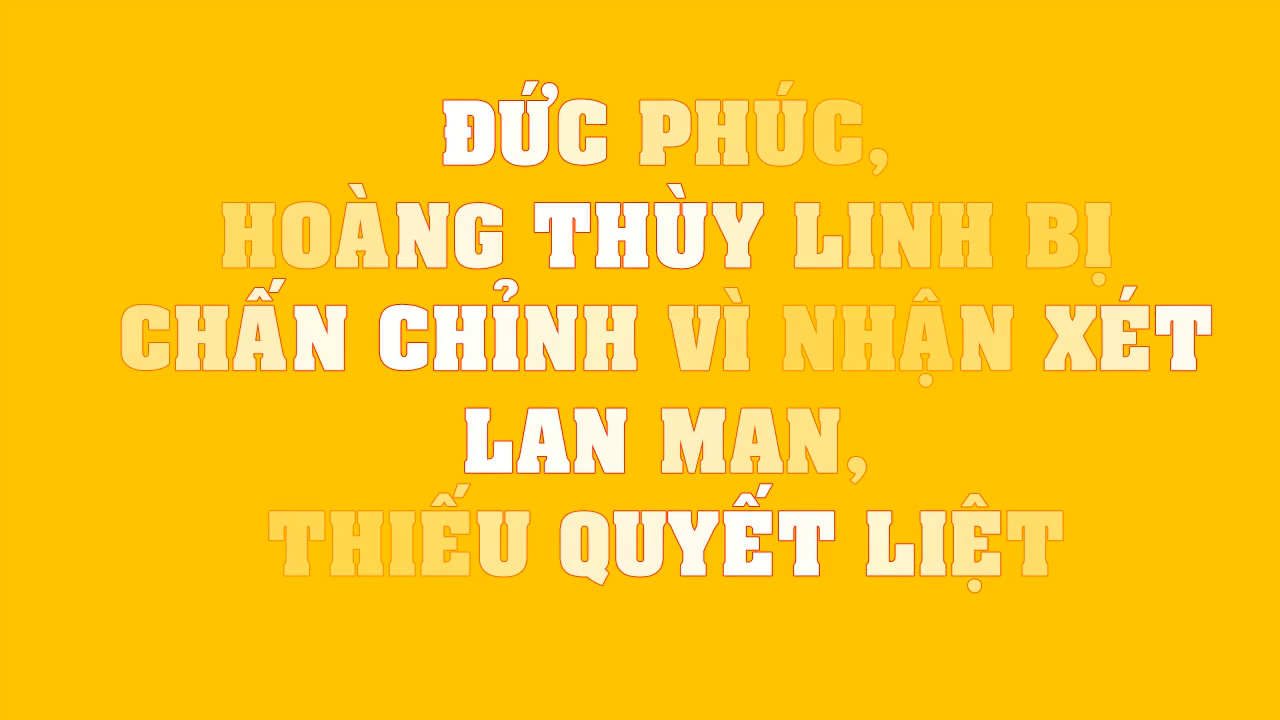 ĐỨC PHÚC,
HOÀNG THÙY LINH BỊ
CHẤN CHỈNH VÌ NHẬN XÉT
LAN MAN,
THIẾU QUYẾT LIỆT